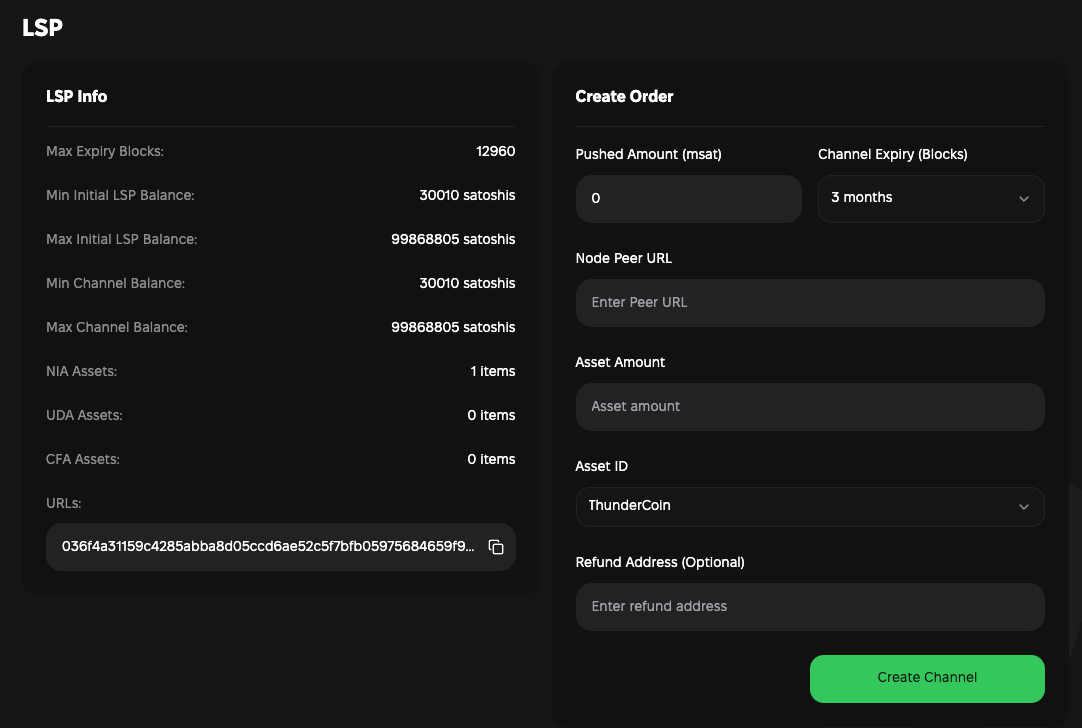 LSP
LSP Info
Max Expiry Blocks: 12960
Min Initial LSP Balance: 30010 satoshis
Max Initial LSP Balance: 99868805 satoshis
Min Channel Balance: 30010 satoshis
Max Channel Balance: 99868805 satoshis
NIA Assets: 1 items
UDA Assets: 0 items
CFA Assets: 0 items
URLs:
036f4a31159c4285abba8d05ccd6ae52c5f7bfb05975684659f9...
Create Order
Pushed Amount (msat) Channel Expiry (Blocks)
0 3 months
Node Peer URL
Enter Peer URL
Asset Amount
Asset amount
Asset ID
ThunderCoin
Refund Address (Optional)
Enter refund address
Create Channel